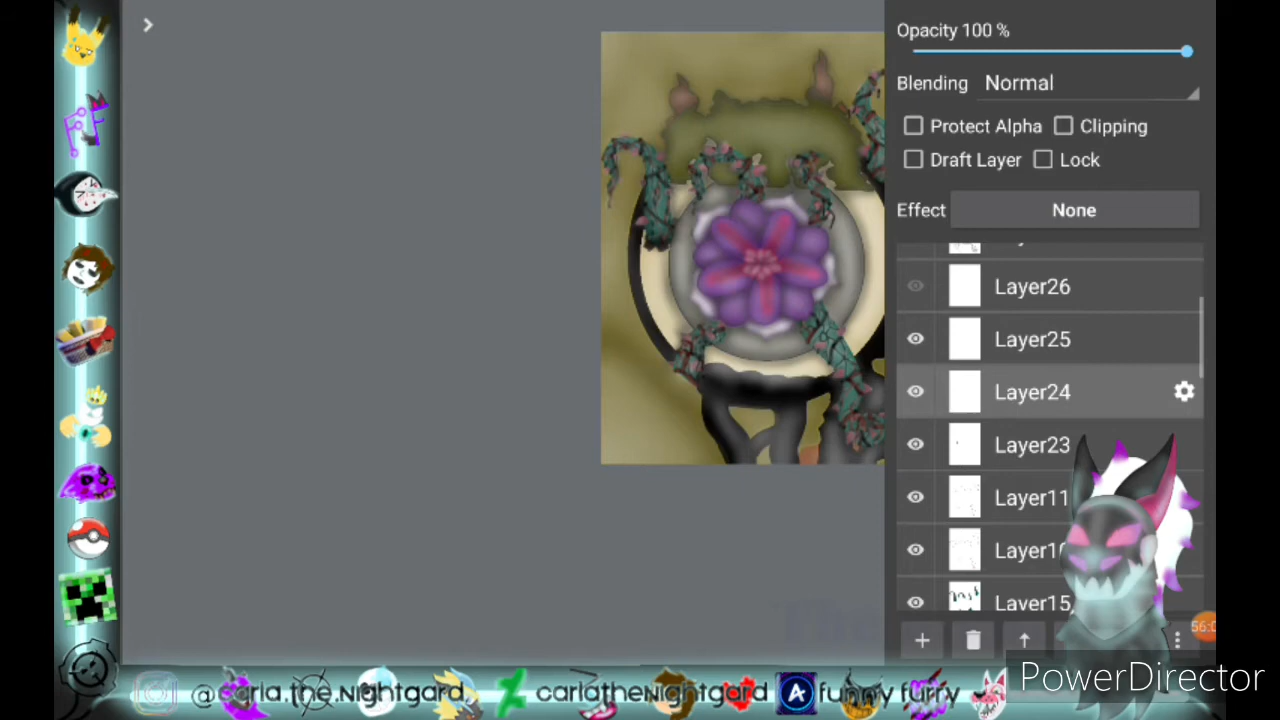 Opacity 100 %
Blending Normal
Protect Alpha Clipping
Draft Layer Lock
Effect None
Layer26
Layer25
Layer24
Layer23
Layer11
Layer15
@carla.the.Nightgard. carlatheNightgard A funny furry
PowerDirector